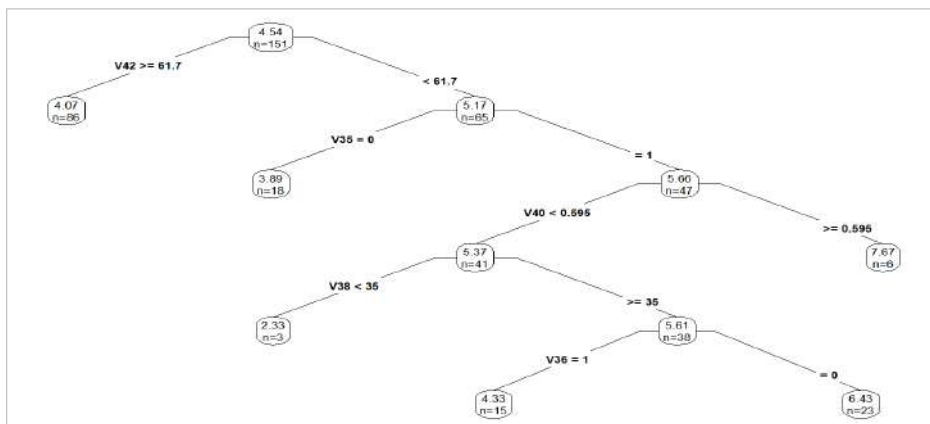 4.54
n=151
V42 >= 61.7
< 61.7
4.07
n=86
5.17
n=65
V35 = 0
= 1
3.89
n=18
5.66
n=47
V40 < 0.595
>= 0.595
5.37
n=41
7.67
n=6
V38 < 35
>= 35
2.33
n=3
5.61
n=38
V36 = 1
= 0
4.33
n=15
6.43
n=23